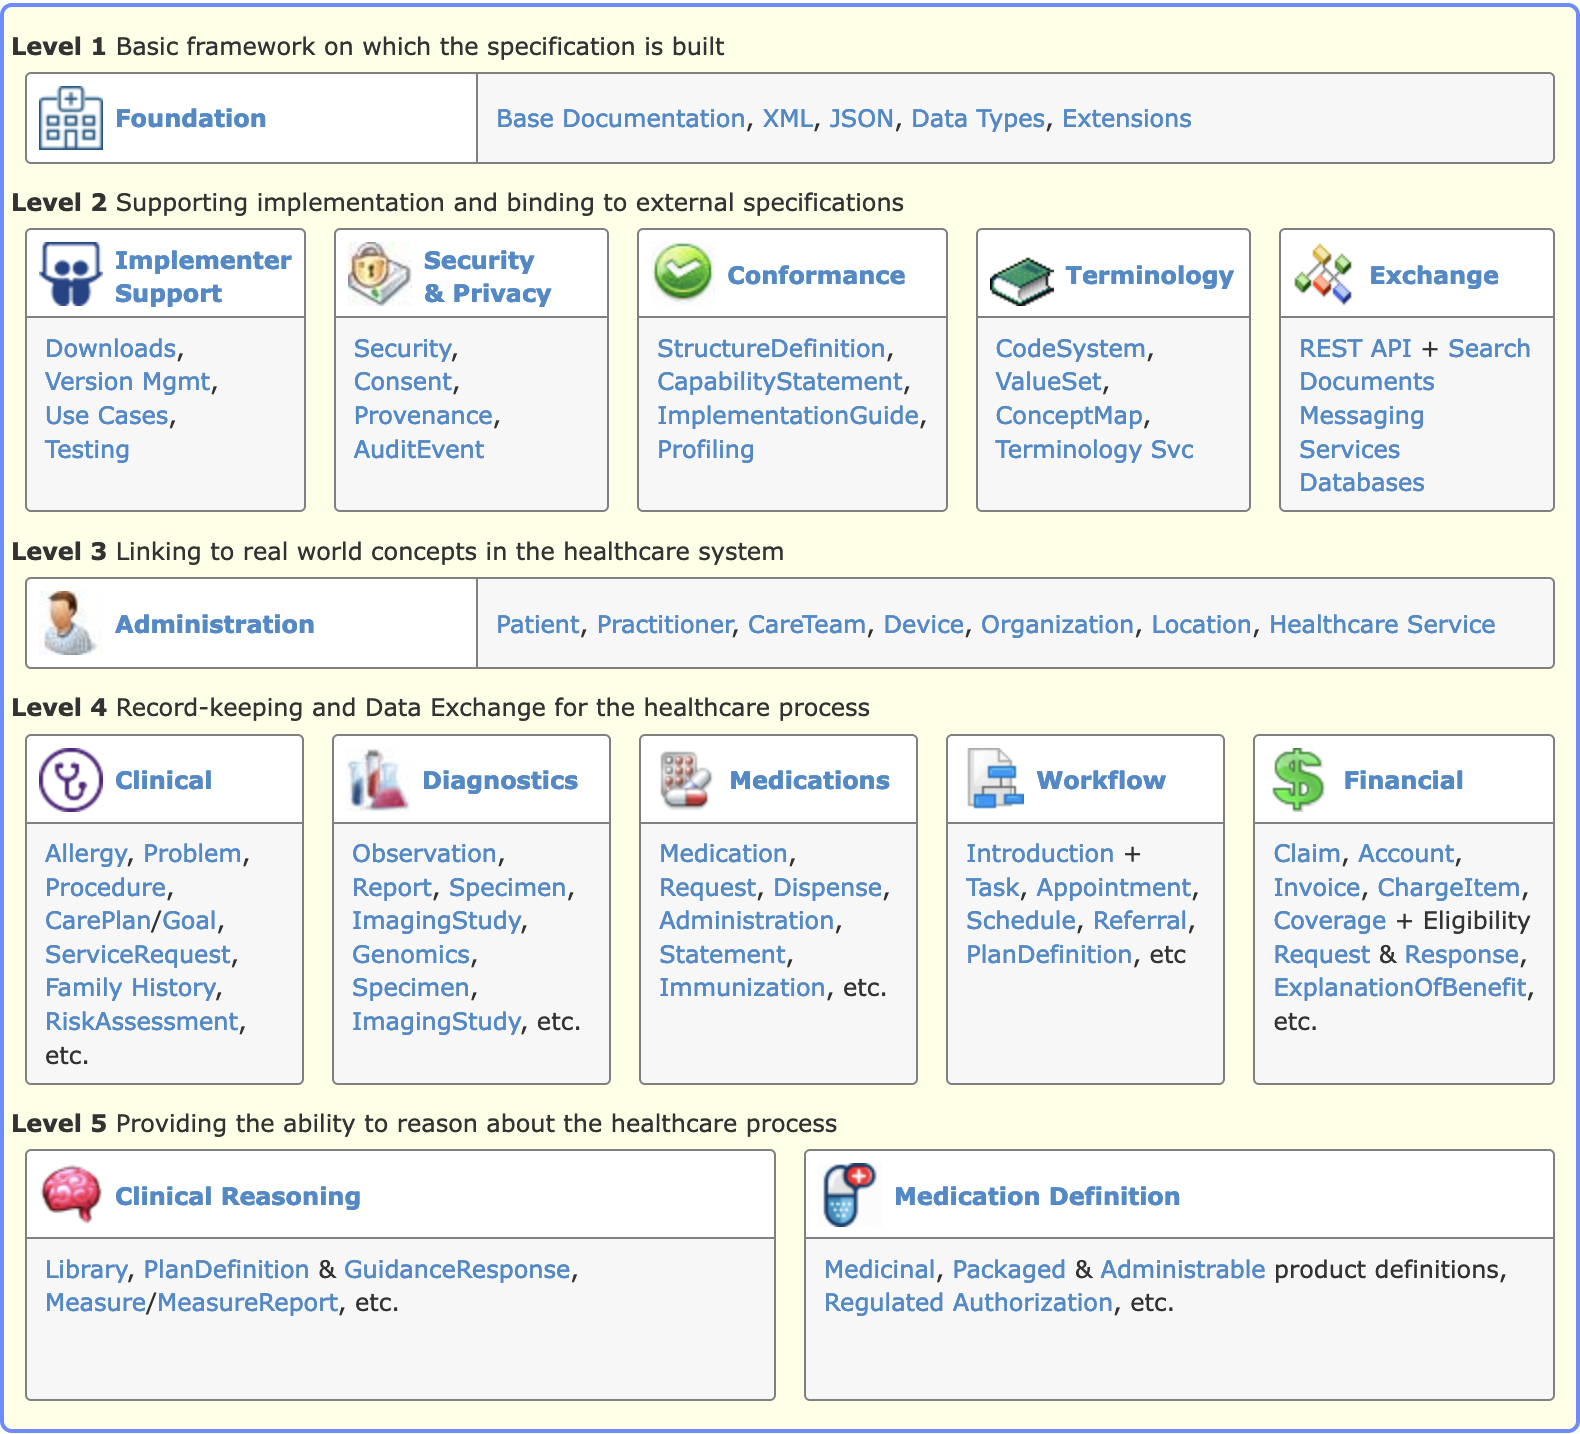 Level 1 Basic framework on which the specification is built
Foundation
Base Documentation, XML, JSON, Data Types, Extensions
Level 2 Supporting implementation and binding to external specifications
Implementer
Support
Downloads,
Version Mgmt,
Use Cases,
Testing
Security
& Privacy
Security,
Consent,
Provenance,
AuditEvent
Conformance
StructureDefinition,
CapabilityStatement,
ImplementationGuide,
Profiling
Terminology
CodeSystem,
ValueSet,
ConceptMap,
Terminology Svc
Exchange
REST API + Search
Documents
Messaging
Services
Databases
Level 3 Linking to real world concepts in the healthcare system
Administration
Patient, Practitioner, CareTeam, Device, Organization, Location, Healthcare Service
Level 4 Record-keeping and Data Exchange for the healthcare process
Clinical
Allergy, Problem,
Procedure,
CarePlan/Goal,
ServiceRequest,
Family History,
RiskAssessment,
etc.
Diagnostics
Observation,
Report, Specimen,
ImagingStudy,
Genomics,
Specimen,
ImagingStudy, etc.
Medications
Medication,
Request, Dispense,
Administration,
Statement,
Immunization, etc.
Workflow
Introduction +
Task, Appointment,
Schedule, Referral,
PlanDefinition, etc
Financial
Claim, Account,
Invoice, ChargeItem,
Coverage + Eligibility
Request & Response,
ExplanationOfBenefit,
etc.
Level 5 Providing the ability to reason about the healthcare process
Clinical Reasoning
Library, PlanDefinition & GuidanceResponse,
Measure/MeasureReport, etc.
Medication Definition
Medicinal, Packaged & Administrable product definitions,
Regulated Authorization, etc.